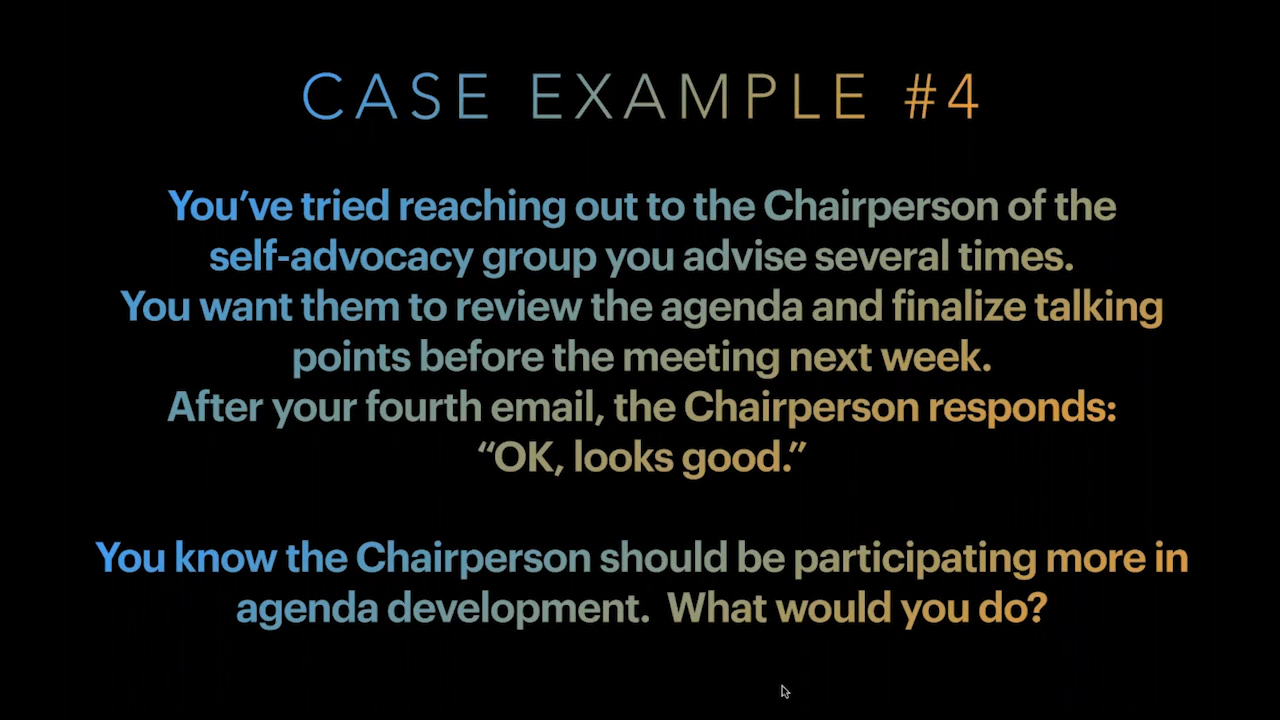 CASE EXAMPLE #4
You’ve tried reaching out to the Chairperson of the
self-advocacy group you advise several times.
You want them to review the agenda and finalize talking
points before the meeting next week.
After your fourth email, the Chairperson responds:
“OK, looks good.”
You know the Chairperson should be participating more in
agenda development.  What would you do?